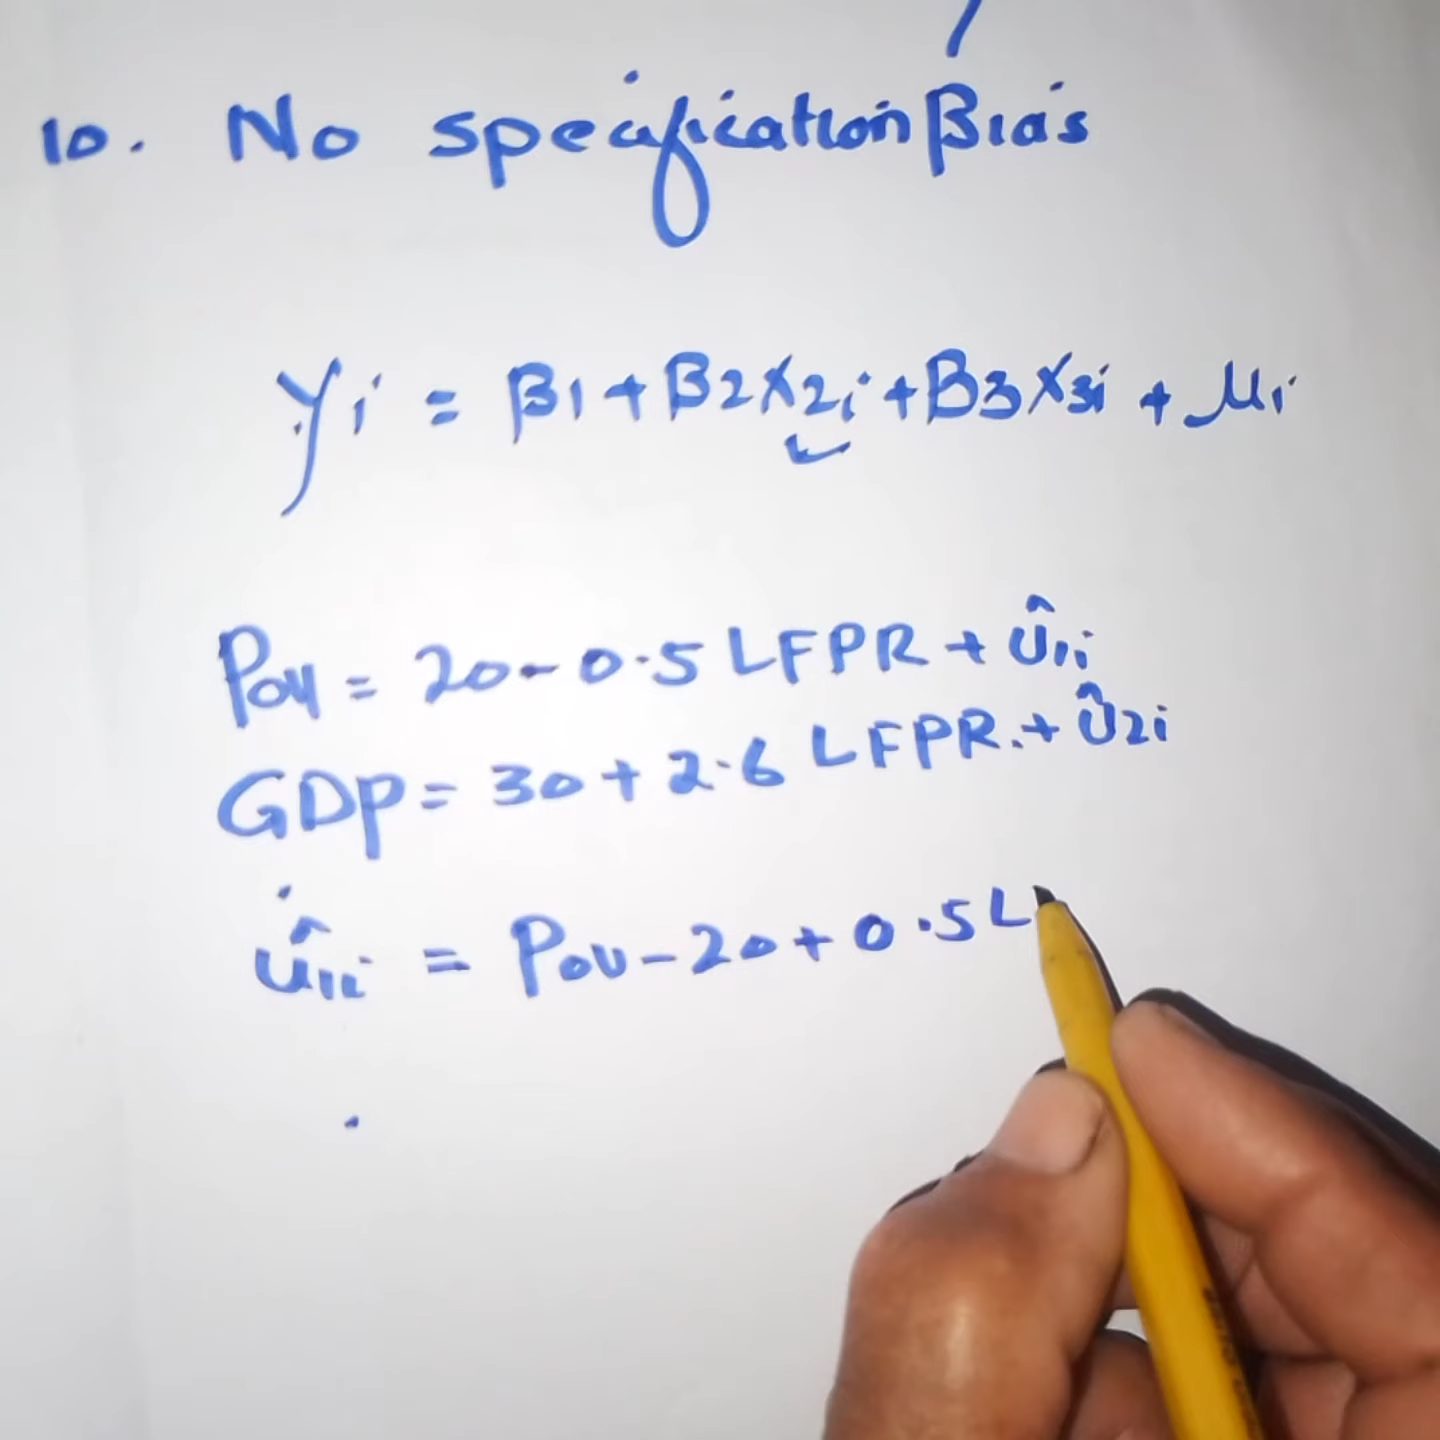 10. No specification Bias
Yi = β1 + β2X2i + β3X3i + μi
Pov = 20 - 0.5 LFPR + û1i
GDP = 30 + 2.6 LFPR. + û2i
û1i = Pov - 20 + 0.5 L